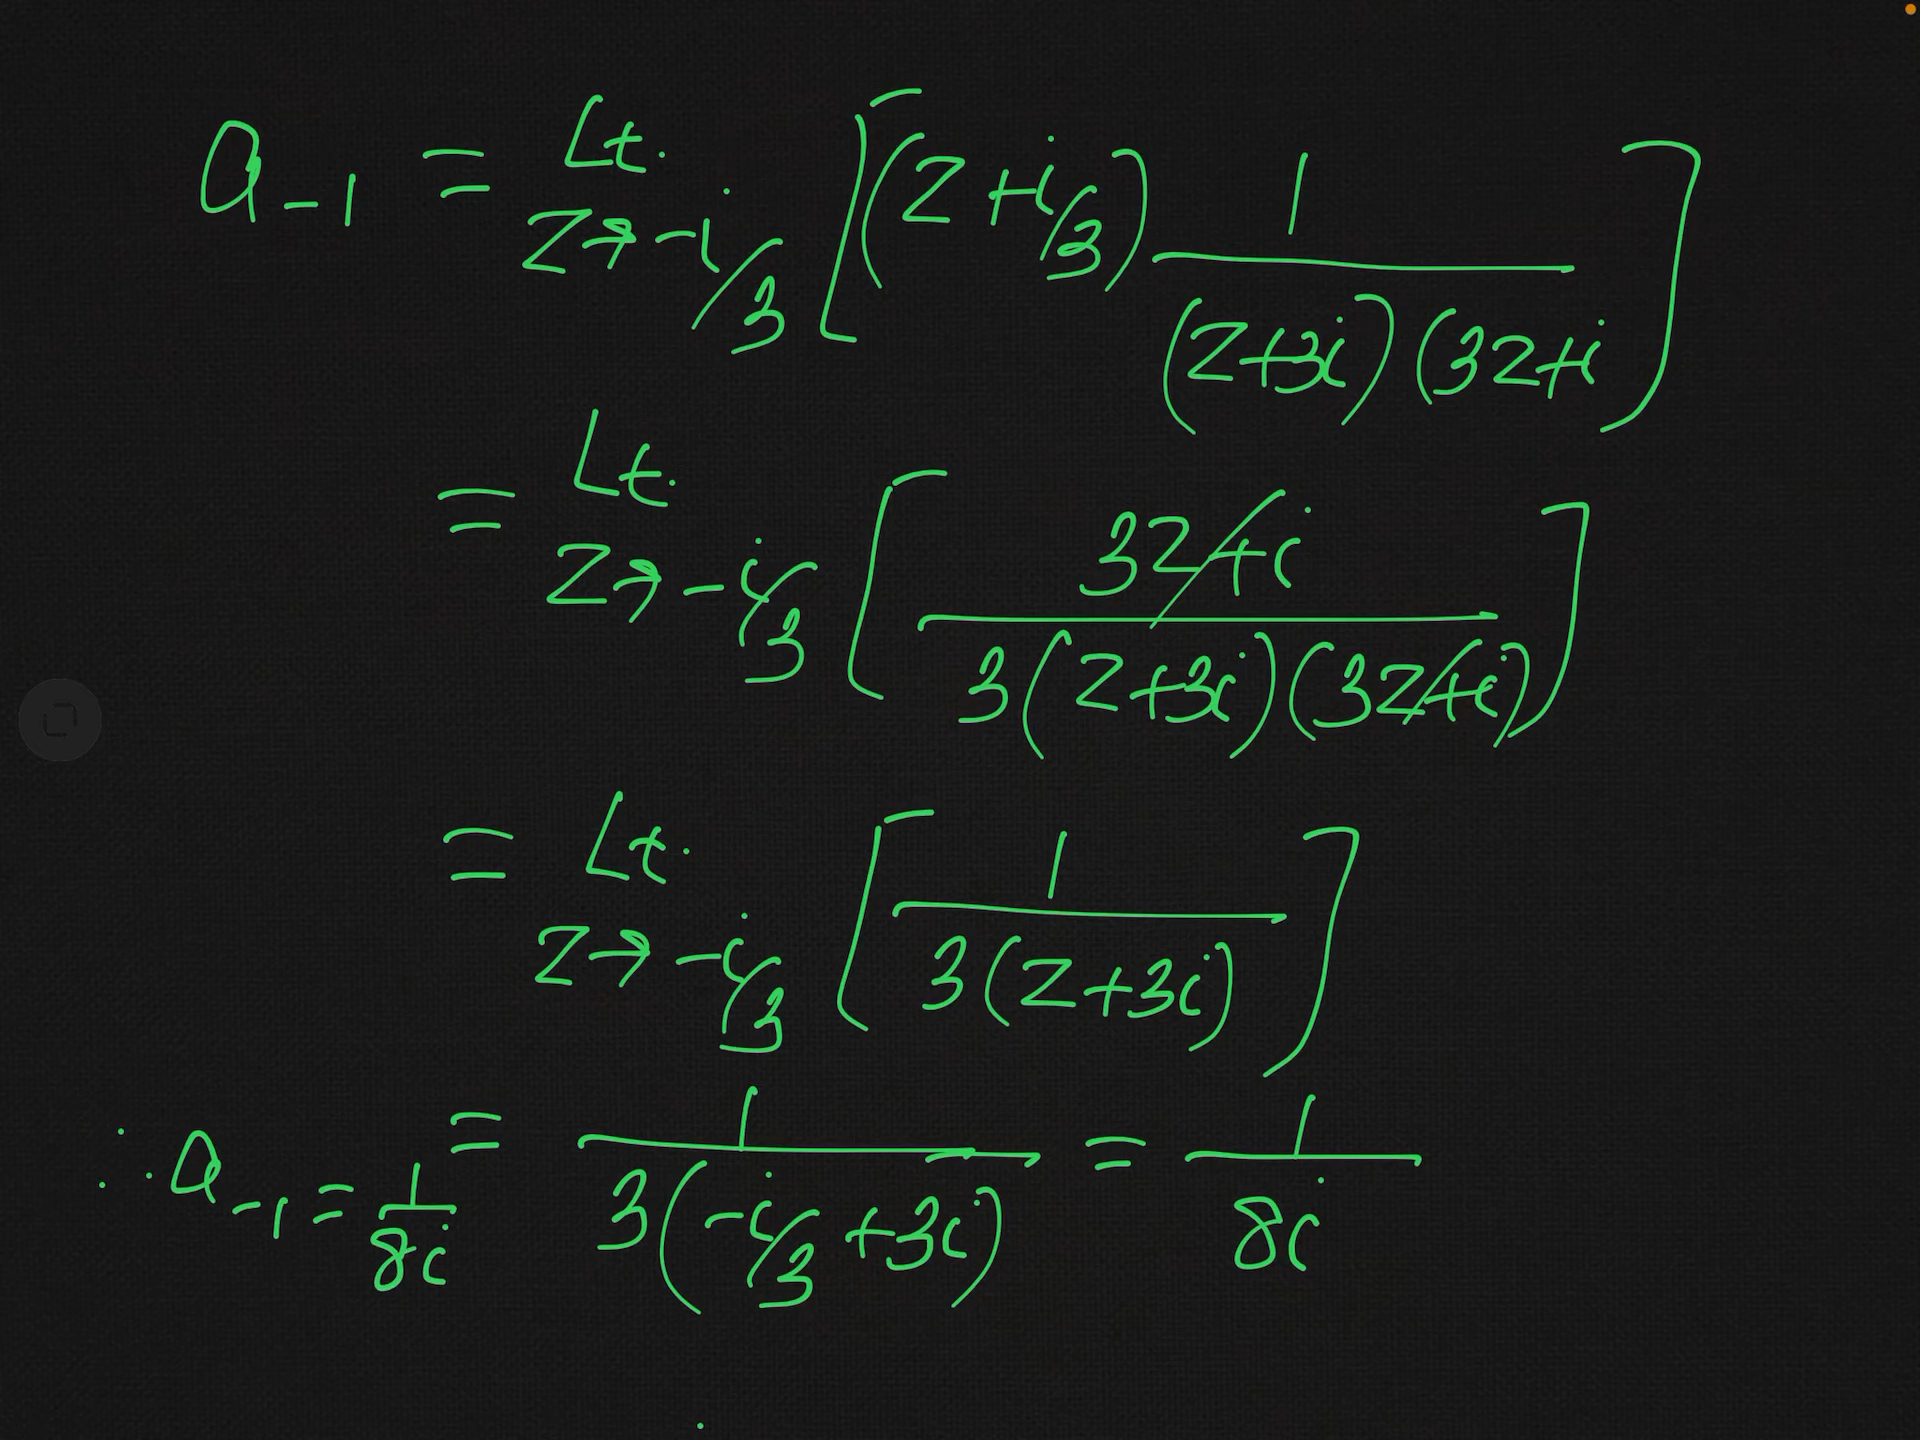 a₋₁ = Lt. z→-i/3 [(z+i/3) 1/((z+3i)(3z+i]
= Lt. z→-i/3 [(3z+i)/(3(z+3i)(3z+i))]
= Lt. z→-i/3 [1/(3(z+3i))]
= 1/(3(-i/3+3i)) = 1/8i
∴ a₋₁ = 1/8i